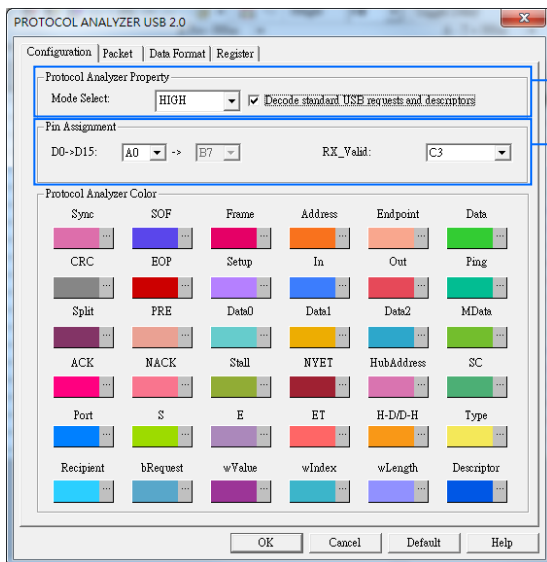 PROTOCOL ANALYZER USB 2.0
Configuration Packet Data Format Register
Protocol Analyzer Property
Mode Select: HIGH Decode standard USB requests and descriptors
Pin Assignment
D0->D15: A0 -> B7 RX_Valid: C3
Protocol Analyzer Color
Sync SOF Frame Address Endpoint Data
CRC EOP Setup In Out Ping
Split PRE Data0 Data1 Data2 MData
ACK NACK Stall NYET HubAddress SC
Port S E ET H-D/D-H Type
Recipient bRequest wValue wIndex wLength Descriptor
OK Cancel Default Help